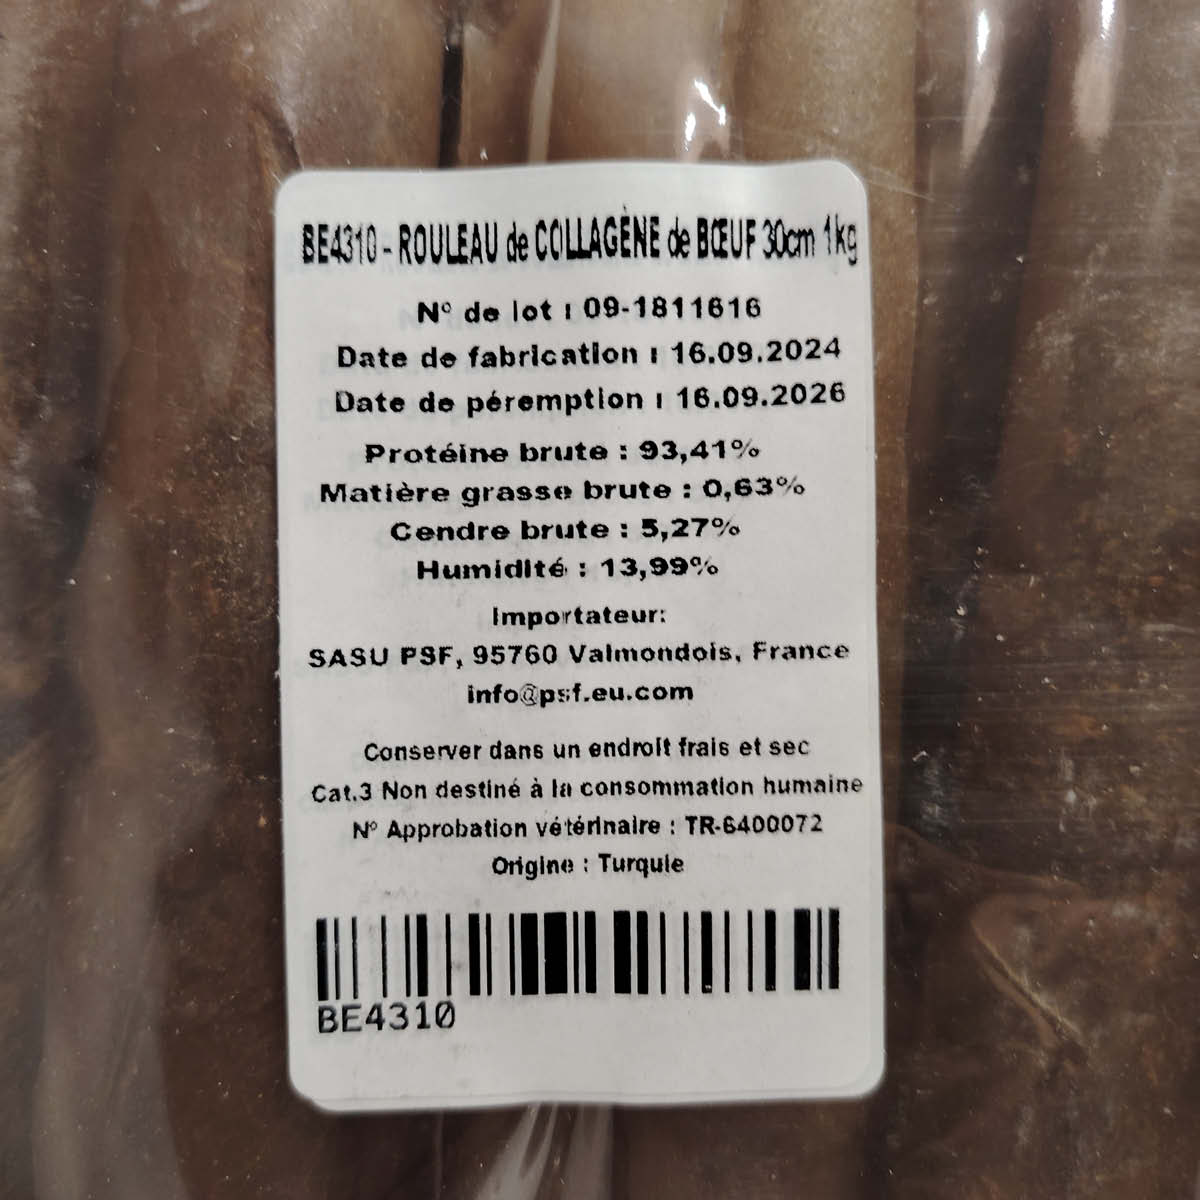 BE4310 - ROULEAU de COLLAGÈNE de BŒUF 30cm 1kg
N° de lot : 09-1811616
Date de fabrication : 16.09.2024
Date de péremption : 16.09.2026
Protéine brute : 93,41%
Matière grasse brute : 0,63%
Cendre brute : 5,27%
Humidité : 13,99%
Importateur:
SASU PSF, 95760 Valmondois, France
info@psf.eu.com
Conserver dans un endroit frais et sec
Cat.3 Non destiné à la consommation humaine
N° Approbation vétérinaire : TR-6400072
Origine : Turquie
BE4310